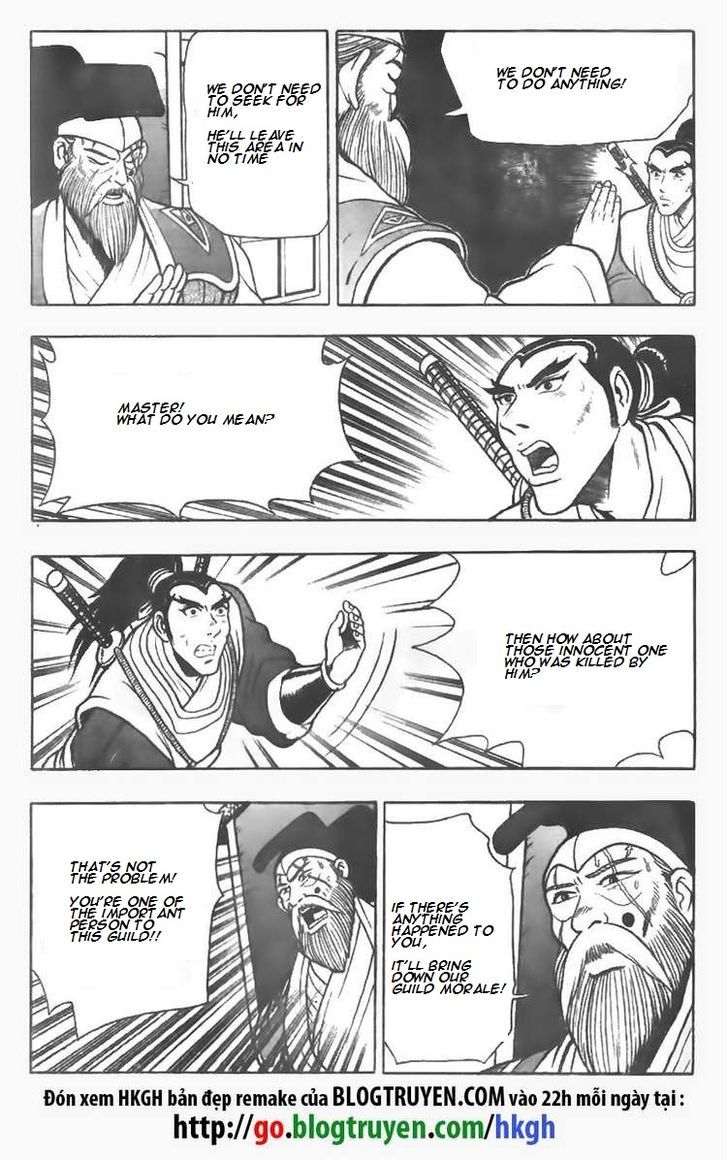 WE DON'T NEED
TO DO ANYTHING!
WE DON'T NEED
TO SEEK FOR
HIM,
HE'LL LEAVE
THIS AREA IN
NO TIME
MASTER!
WHAT DO YOU MEAN?
THEN HOW ABOUT
THOSE INNOCENT ONE
WHO WAS KILLED BY
HIM?
IF THERE'S
ANYTHING
HAPPENED TO
YOU,
IT'LL BRING
DOWN OUR
GUILD MORALE!
THAT'S NOT
THE PROBLEM!
YOU'RE ONE OF
THE IMPORTANT
PERSON TO
THIS GUILD!!
Đón xem HKGH bản đẹp remake của BLOGTRUYEN.COM vào 22h mỗi ngày tại :
http://go.blogtruyen.com/hkgh